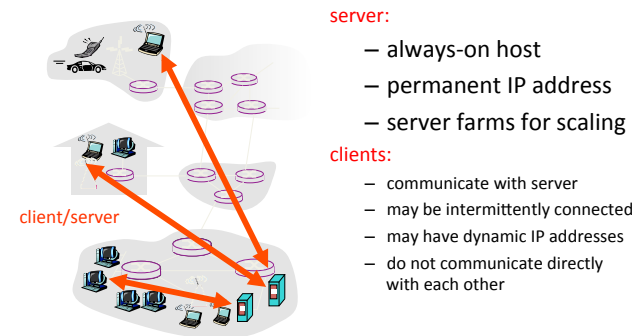 server:
– always-on host
– permanent IP address
– server farms for scaling
clients:
– communicate with server
– may be intermittently connected
– may have dynamic IP addresses
– do not communicate directly
with each other
client/server